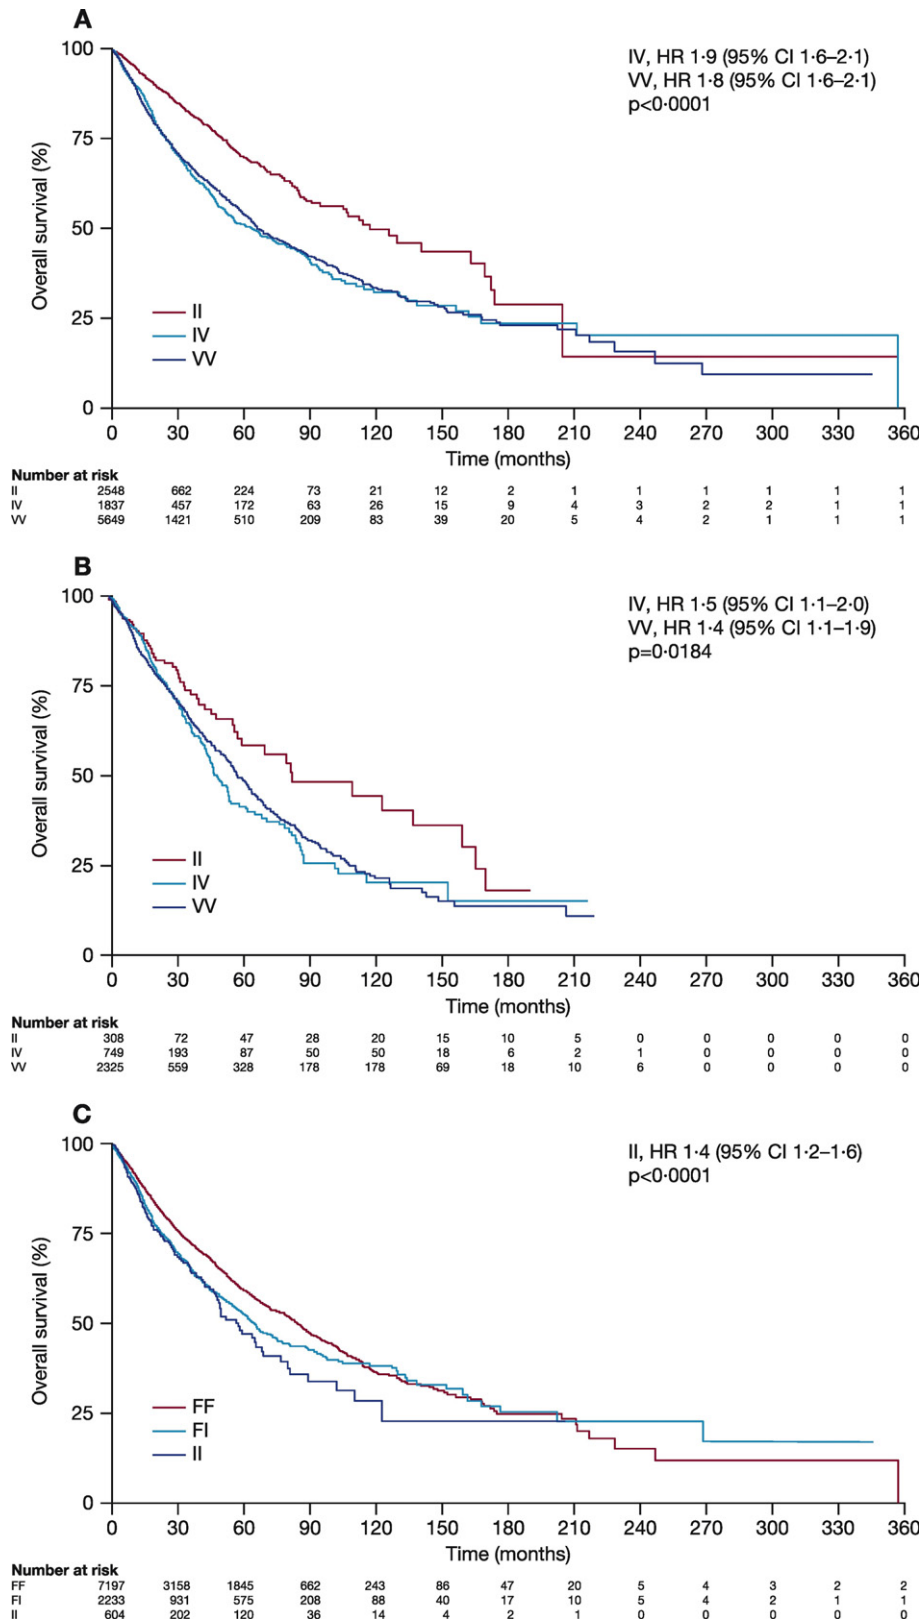 A
100
75
50
25
0
Overall survival (%)
IV, HR 1·9 (95% CI 1·6–2·1)
VV, HR 1·8 (95% CI 1·6–2·1)
p<0·0001
II
IV
VV
0 30 60 90 120 150 180 210 240 270 300 330 360
Time (months)
Number at risk
II 2548 662 224 73 21 12 2 1 1 1 1 1 1
IV 1837 457 172 63 26 15 9 4 3 2 2 1 1
VV 5649 1421 510 209 83 39 20 5 4 2 1 1 1
B
100
75
50
25
0
Overall survival (%)
IV, HR 1·5 (95% CI 1·1–2·0)
VV, HR 1·4 (95% CI 1·1–1·9)
p=0·0184
II
IV
VV
0 30 60 90 120 150 180 210 240 270 300 330 360
Time (months)
Number at risk
II 308 72 47 28 20 15 10 5 0 0 0 0 0
IV 749 193 87 50 50 18 6 2 1 0 0 0 0
VV 2325 559 328 178 178 69 18 10 6 0 0 0 0
C
100
75
50
25
0
Overall survival (%)
II, HR 1·4 (95% CI 1·2–1·6)
p<0·0001
FF
FI
II
0 30 60 90 120 150 180 210 240 270 300 330 360
Time (months)
Number at risk
FF 7197 3158 1845 662 243 86 47 20 5 4 3 2 2
FI 2233 931 575 208 88 40 17 10 5 4 2 1 1
II 604 202 120 36 14 4 2 1 0 0 0 0 0